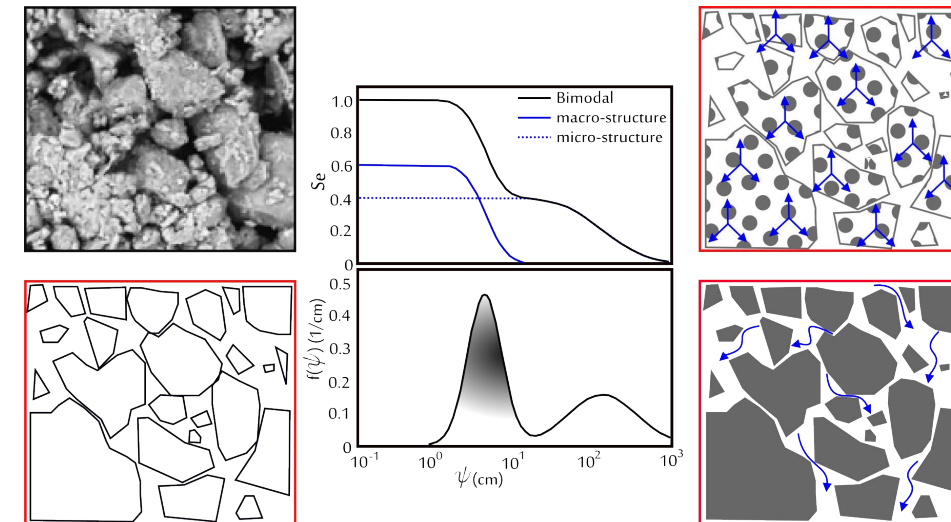 1.0
0.8
0.6
0.4
0.2
0
Se
Bimodal
macro-structure
micro-structure
0.5
0.4
0.3
0.2
0.1
0
f(ψ) (1/cm)
10⁻¹ 10⁰ 10¹ 10² 10³
ψ (cm)